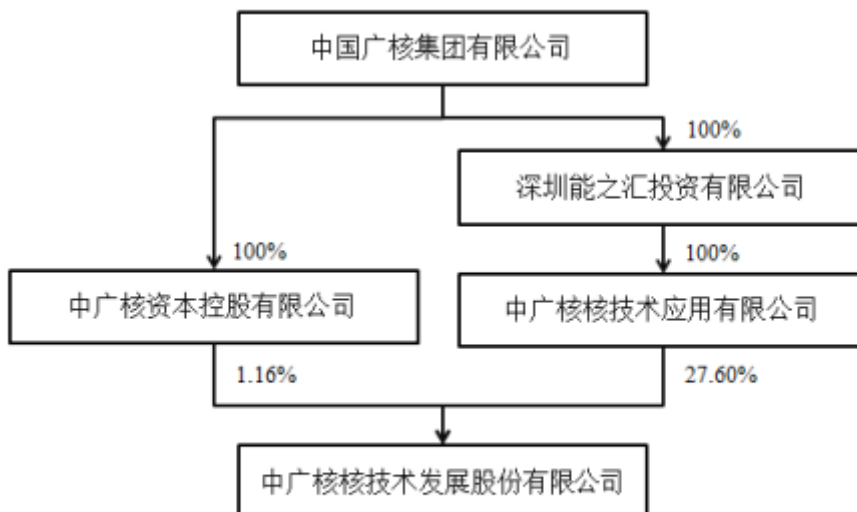 中国广核集团有限公司
100%
深圳能之汇投资有限公司
100%
100%
中广核资本控股有限公司
中广核核技术应用有限公司
1.16%
27.60%
中广核核技术发展股份有限公司